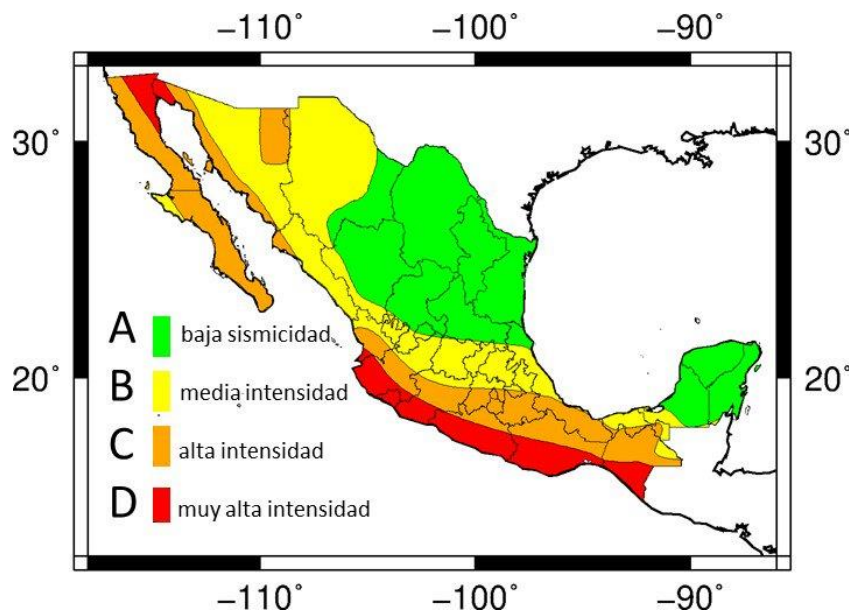 −110° −100° −90°
30° 30°
20° 20°
A baja sismicidad
B media intensidad
C alta intensidad
D muy alta intensidad
−110° −100° −90°